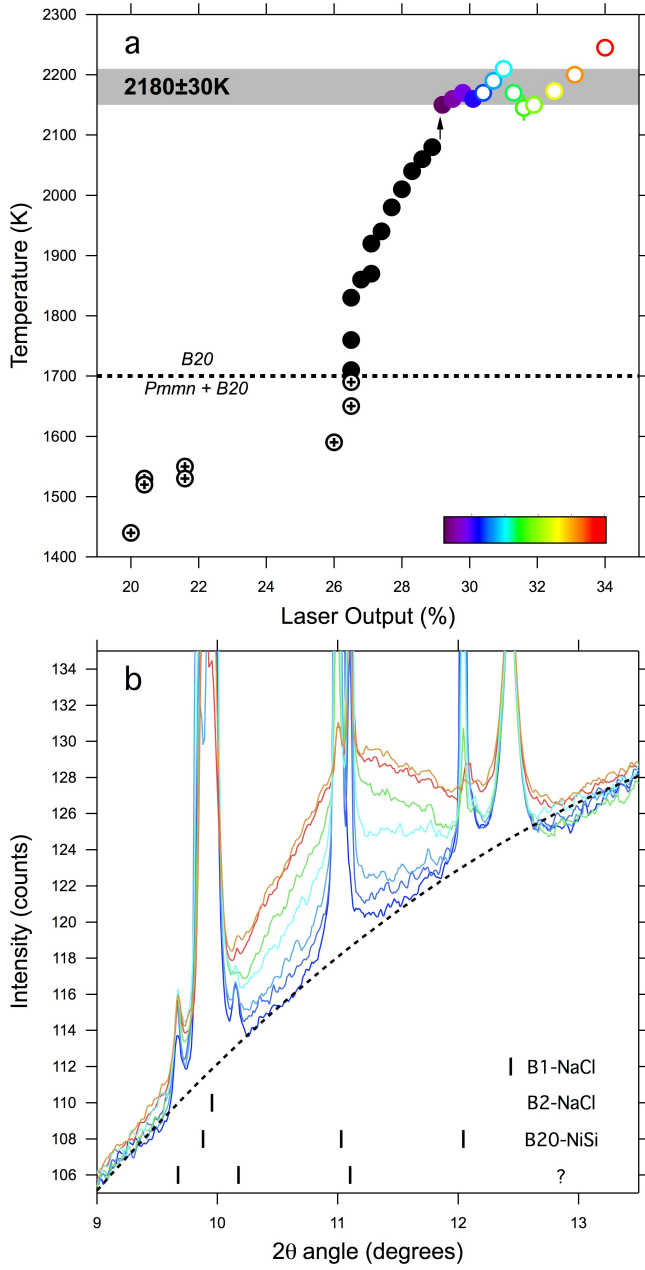 2300
2200
2100
2000
1900
1800
1700
1600
1500
1400
Temperature (K)
a
2180±30K
B20
Pmmn + B20
20 22 24 26 28 30 32 34
Laser Output (%)
134
132
130
128
126
124
122
120
118
116
114
112
110
108
106
Intensity (counts)
b
B1-NaCl
B2-NaCl
B20-NiSi
?
9 10 11 12 13
2θ angle (degrees)